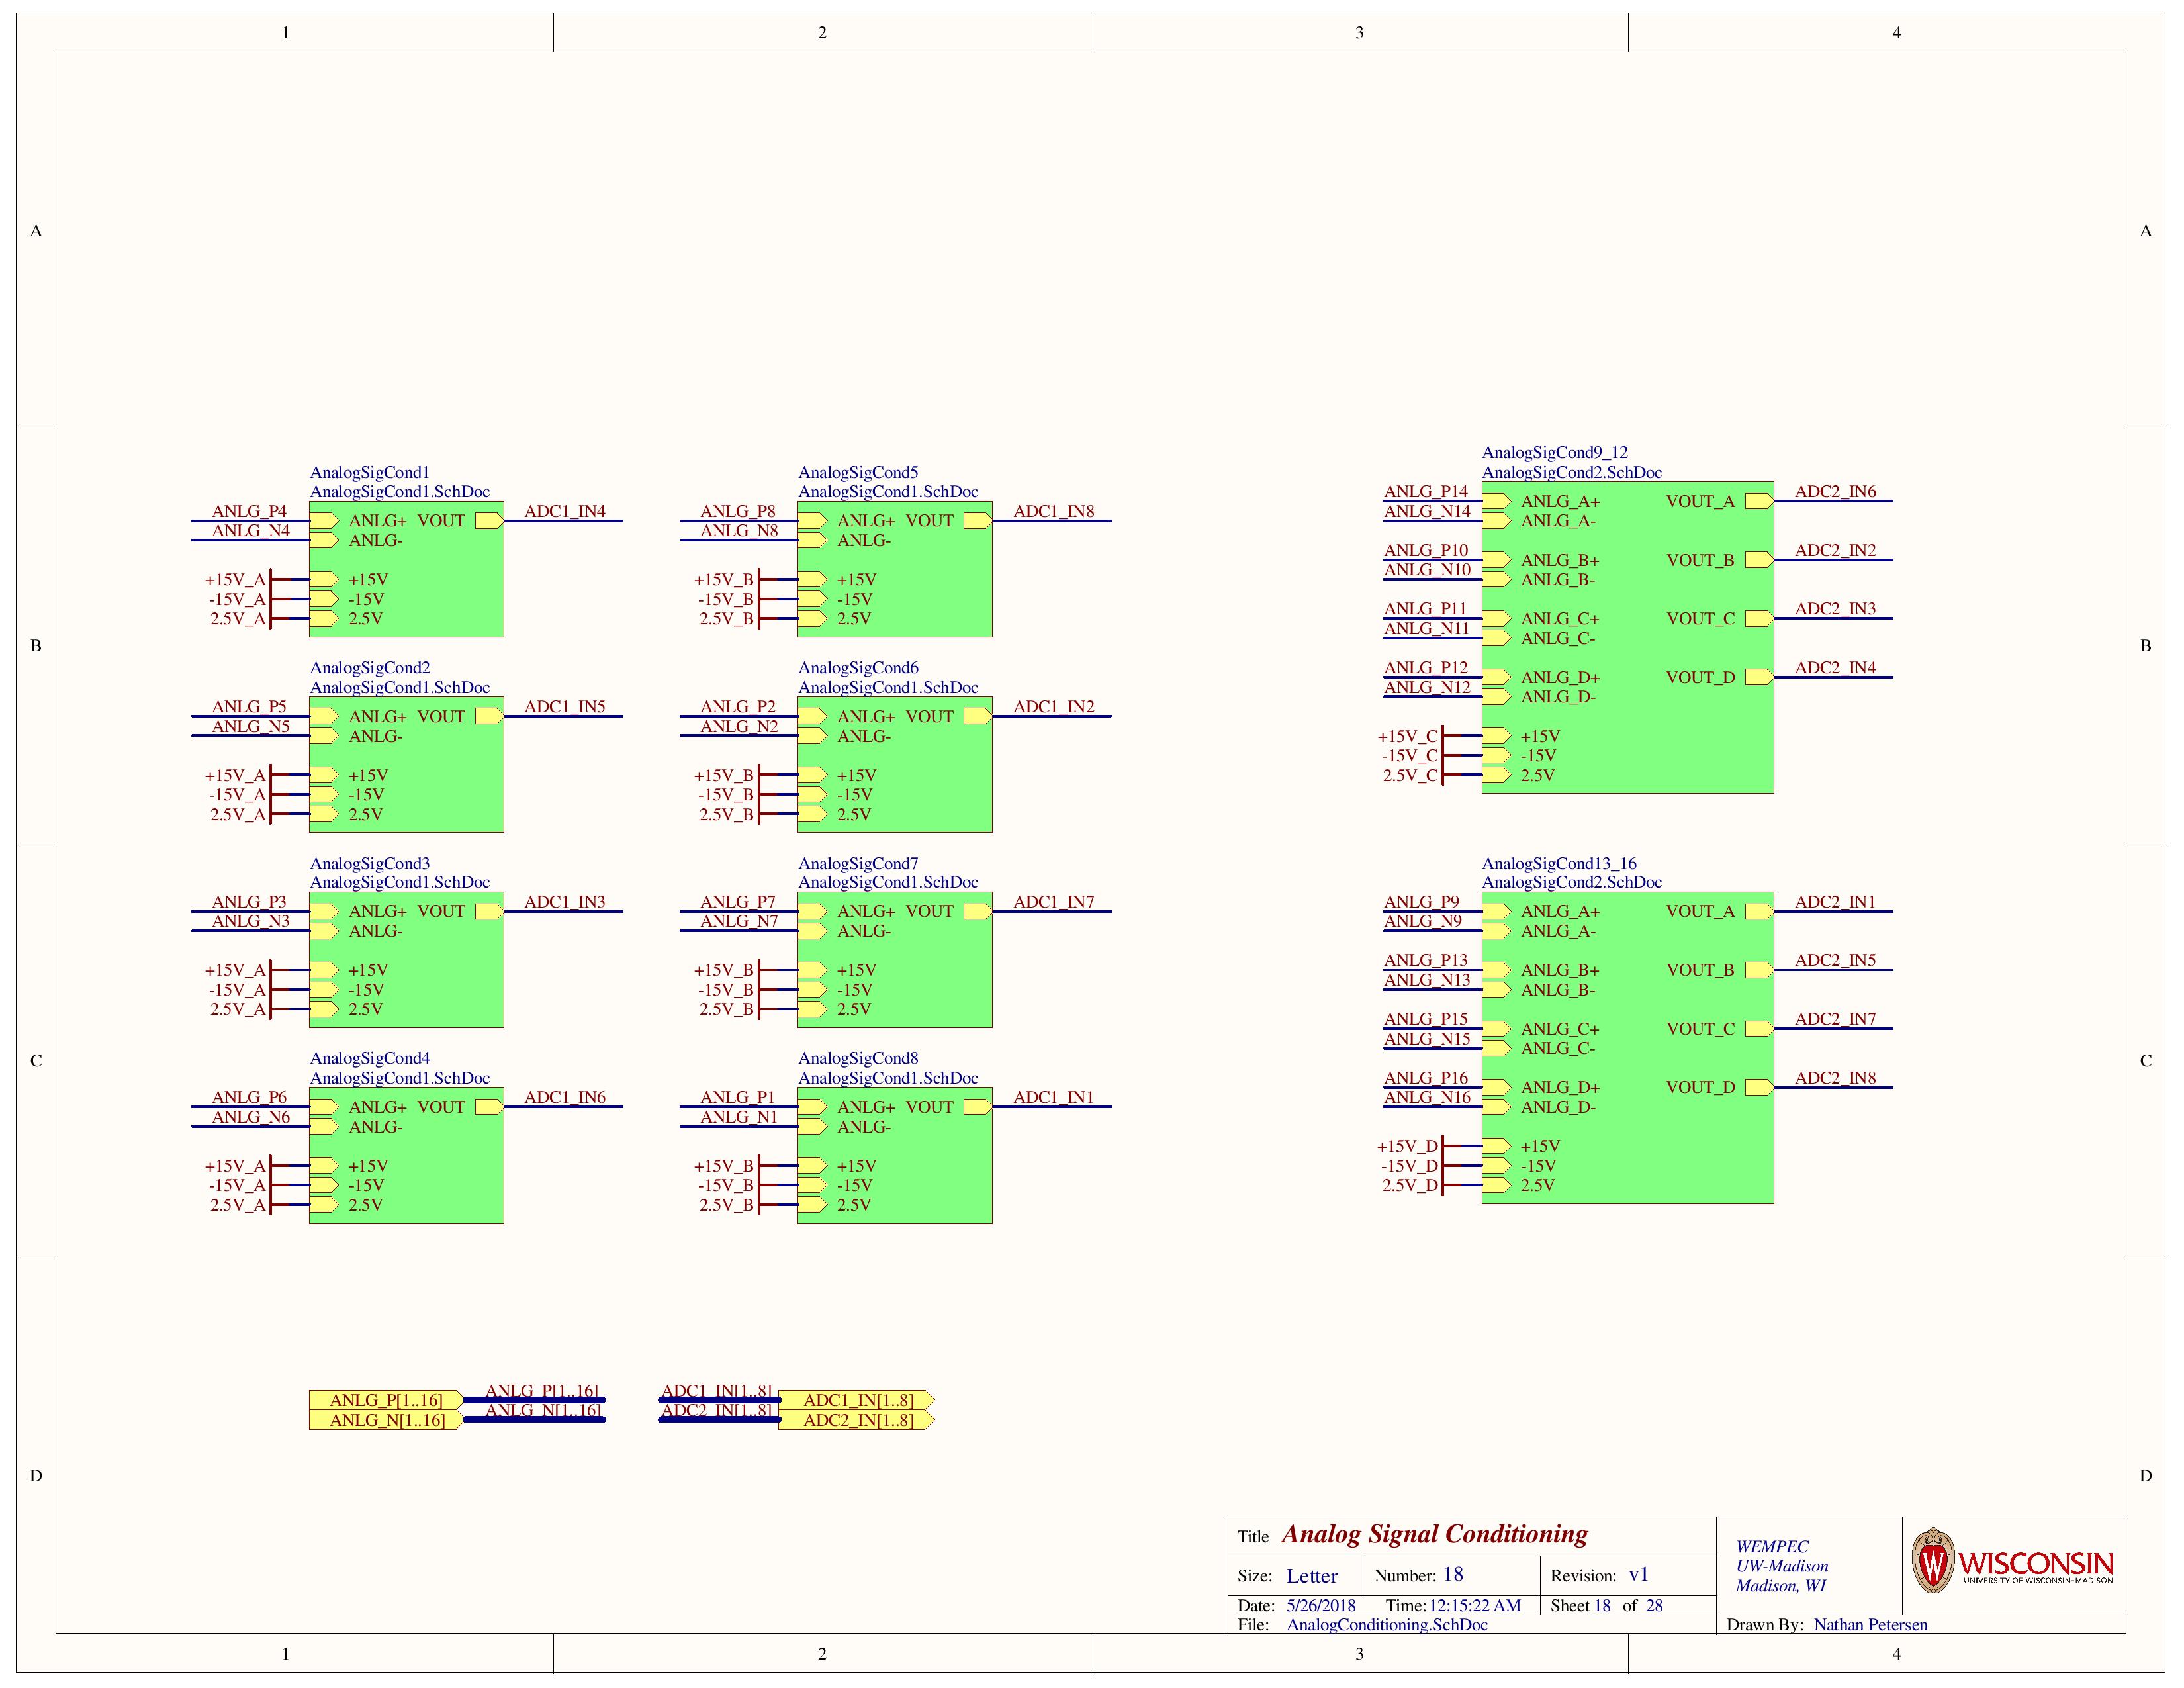 1 2 3 4
A A
B B
C C
D D
AnalogSigCond1
AnalogSigCond1.SchDoc
ANLG_P4 ANLG+ VOUT ADC1_IN4
ANLG_N4 ANLG-
+15V_A +15V
-15V_A -15V
2.5V_A 2.5V
AnalogSigCond2
AnalogSigCond1.SchDoc
ANLG_P5 ANLG+ VOUT ADC1_IN5
ANLG_N5 ANLG-
+15V_A +15V
-15V_A -15V
2.5V_A 2.5V
AnalogSigCond3
AnalogSigCond1.SchDoc
ANLG_P3 ANLG+ VOUT ADC1_IN3
ANLG_N3 ANLG-
+15V_A +15V
-15V_A -15V
2.5V_A 2.5V
AnalogSigCond4
AnalogSigCond1.SchDoc
ANLG_P6 ANLG+ VOUT ADC1_IN6
ANLG_N6 ANLG-
+15V_A +15V
-15V_A -15V
2.5V_A 2.5V
AnalogSigCond5
AnalogSigCond1.SchDoc
ANLG_P8 ANLG+ VOUT ADC1_IN8
ANLG_N8 ANLG-
+15V_B +15V
-15V_B -15V
2.5V_B 2.5V
AnalogSigCond6
AnalogSigCond1.SchDoc
ANLG_P2 ANLG+ VOUT ADC1_IN2
ANLG_N2 ANLG-
+15V_B +15V
-15V_B -15V
2.5V_B 2.5V
AnalogSigCond7
AnalogSigCond1.SchDoc
ANLG_P7 ANLG+ VOUT ADC1_IN7
ANLG_N7 ANLG-
+15V_B +15V
-15V_B -15V
2.5V_B 2.5V
AnalogSigCond8
AnalogSigCond1.SchDoc
ANLG_P1 ANLG+ VOUT ADC1_IN1
ANLG_N1 ANLG-
+15V_B +15V
-15V_B -15V
2.5V_B 2.5V
AnalogSigCond9_12
AnalogSigCond2.SchDoc
ANLG_P14 ANLG_A+ VOUT_A ADC2_IN6
ANLG_N14 ANLG_A-
ANLG_P10 ANLG_B+ VOUT_B ADC2_IN2
ANLG_N10 ANLG_B-
ANLG_P11 ANLG_C+ VOUT_C ADC2_IN3
ANLG_N11 ANLG_C-
ANLG_P12 ANLG_D+ VOUT_D ADC2_IN4
ANLG_N12 ANLG_D-
+15V_C +15V
-15V_C -15V
2.5V_C 2.5V
AnalogSigCond13_16
AnalogSigCond2.SchDoc
ANLG_P9 ANLG_A+ VOUT_A ADC2_IN1
ANLG_N9 ANLG_A-
ANLG_P13 ANLG_B+ VOUT_B ADC2_IN5
ANLG_N13 ANLG_B-
ANLG_P15 ANLG_C+ VOUT_C ADC2_IN7
ANLG_N15 ANLG_C-
ANLG_P16 ANLG_D+ VOUT_D ADC2_IN8
ANLG_N16 ANLG_D-
+15V_D +15V
-15V_D -15V
2.5V_D 2.5V
ANLG_P[1..16] ANLG_P[1..16] ADC1_IN[1..8] ADC1_IN[1..8]
ANLG_N[1..16] ANLG_N[1..16] ADC2_IN[1..8] ADC2_IN[1..8]
Title Analog Signal Conditioning
Size: Letter Number: 18 Revision: v1
Date: 5/26/2018 Time: 12:15:22 AM Sheet 18 of 28
File: AnalogConditioning.SchDoc
WEMPEC
UW-Madison
Madison, WI
W WISCONSIN
UNIVERSITY OF WISCONSIN-MADISON
Drawn By: Nathan Petersen
1 2 3 4